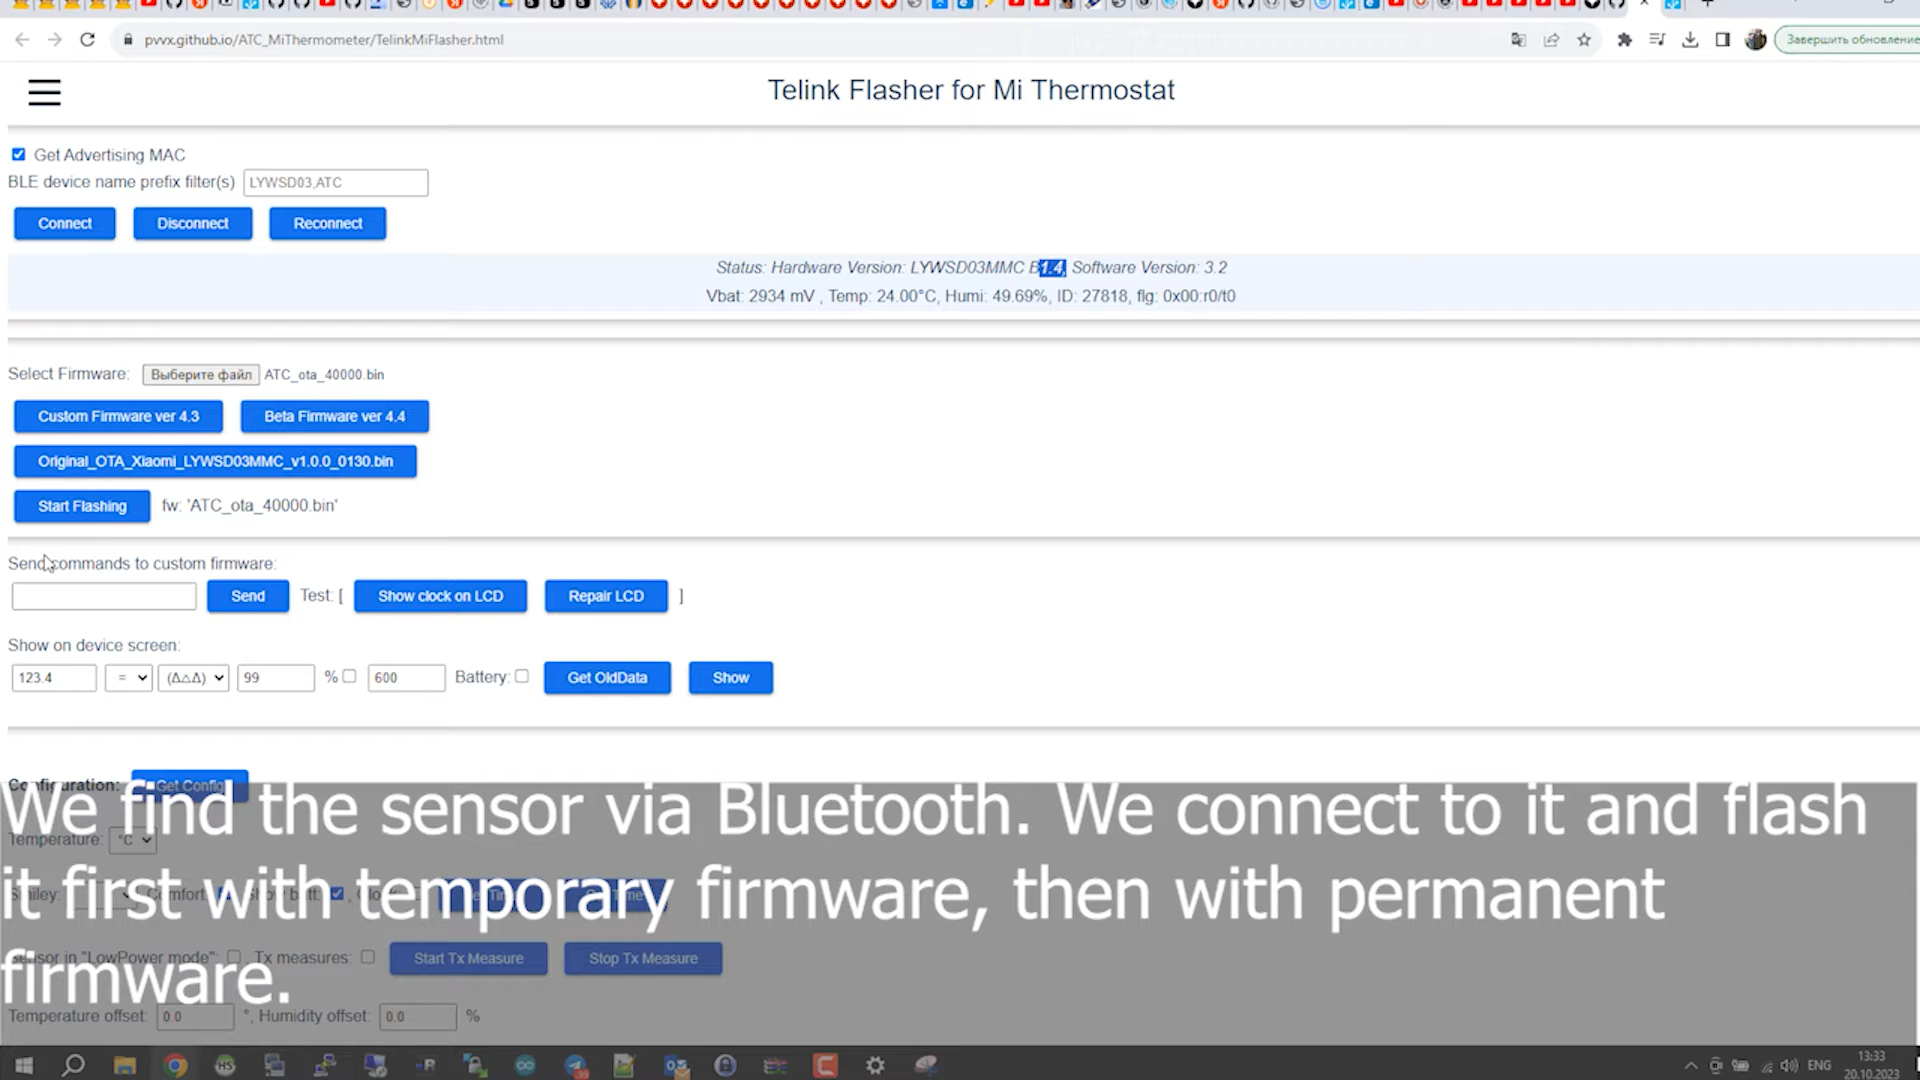 pvvx.github.io/ATC_MiThermometer/TelinkMiFlasher.html
Завершить обновление
Telink Flasher for Mi Thermostat
Get Advertising MAC
BLE device name prefix filter(s) LYWSD03,ATC
Connect Disconnect Reconnect
Status: Hardware Version: LYWSD03MMC B1.4, Software Version: 3.2
Vbat: 2934 mV , Temp: 24.00°C, Humi: 49.69%, ID: 27818, flg: 0x00:r0/t0
Select Firmware: Выберите файл ATC_ota_40000.bin
Custom Firmware ver 4.3 Beta Firmware ver 4.4
Original_OTA_Xiaomi_LYWSD03MMC_v1.0.0_0130.bin
Start Flashing fw: 'ATC_ota_40000.bin'
Send commands to custom firmware:
Send Test: [ Show clock on LCD Repair LCD ]
Show on device screen:
123.4 = (Δ△Δ) 99 % 600 Battery: Get OldData Show
Configuration: Get Config
We find the sensor via Bluetooth. We connect to it and flash
Temperature: °C
it first with temporary firmware, then with permanent
Smiley: Comfort
Sensor in "LowPower mode": , Tx measures: Start Tx Measure Stop Tx Measure
firmware.
Temperature offset: 0.0 °, Humidity offset: 0.0 %
ENG
13:33
20.10.2023